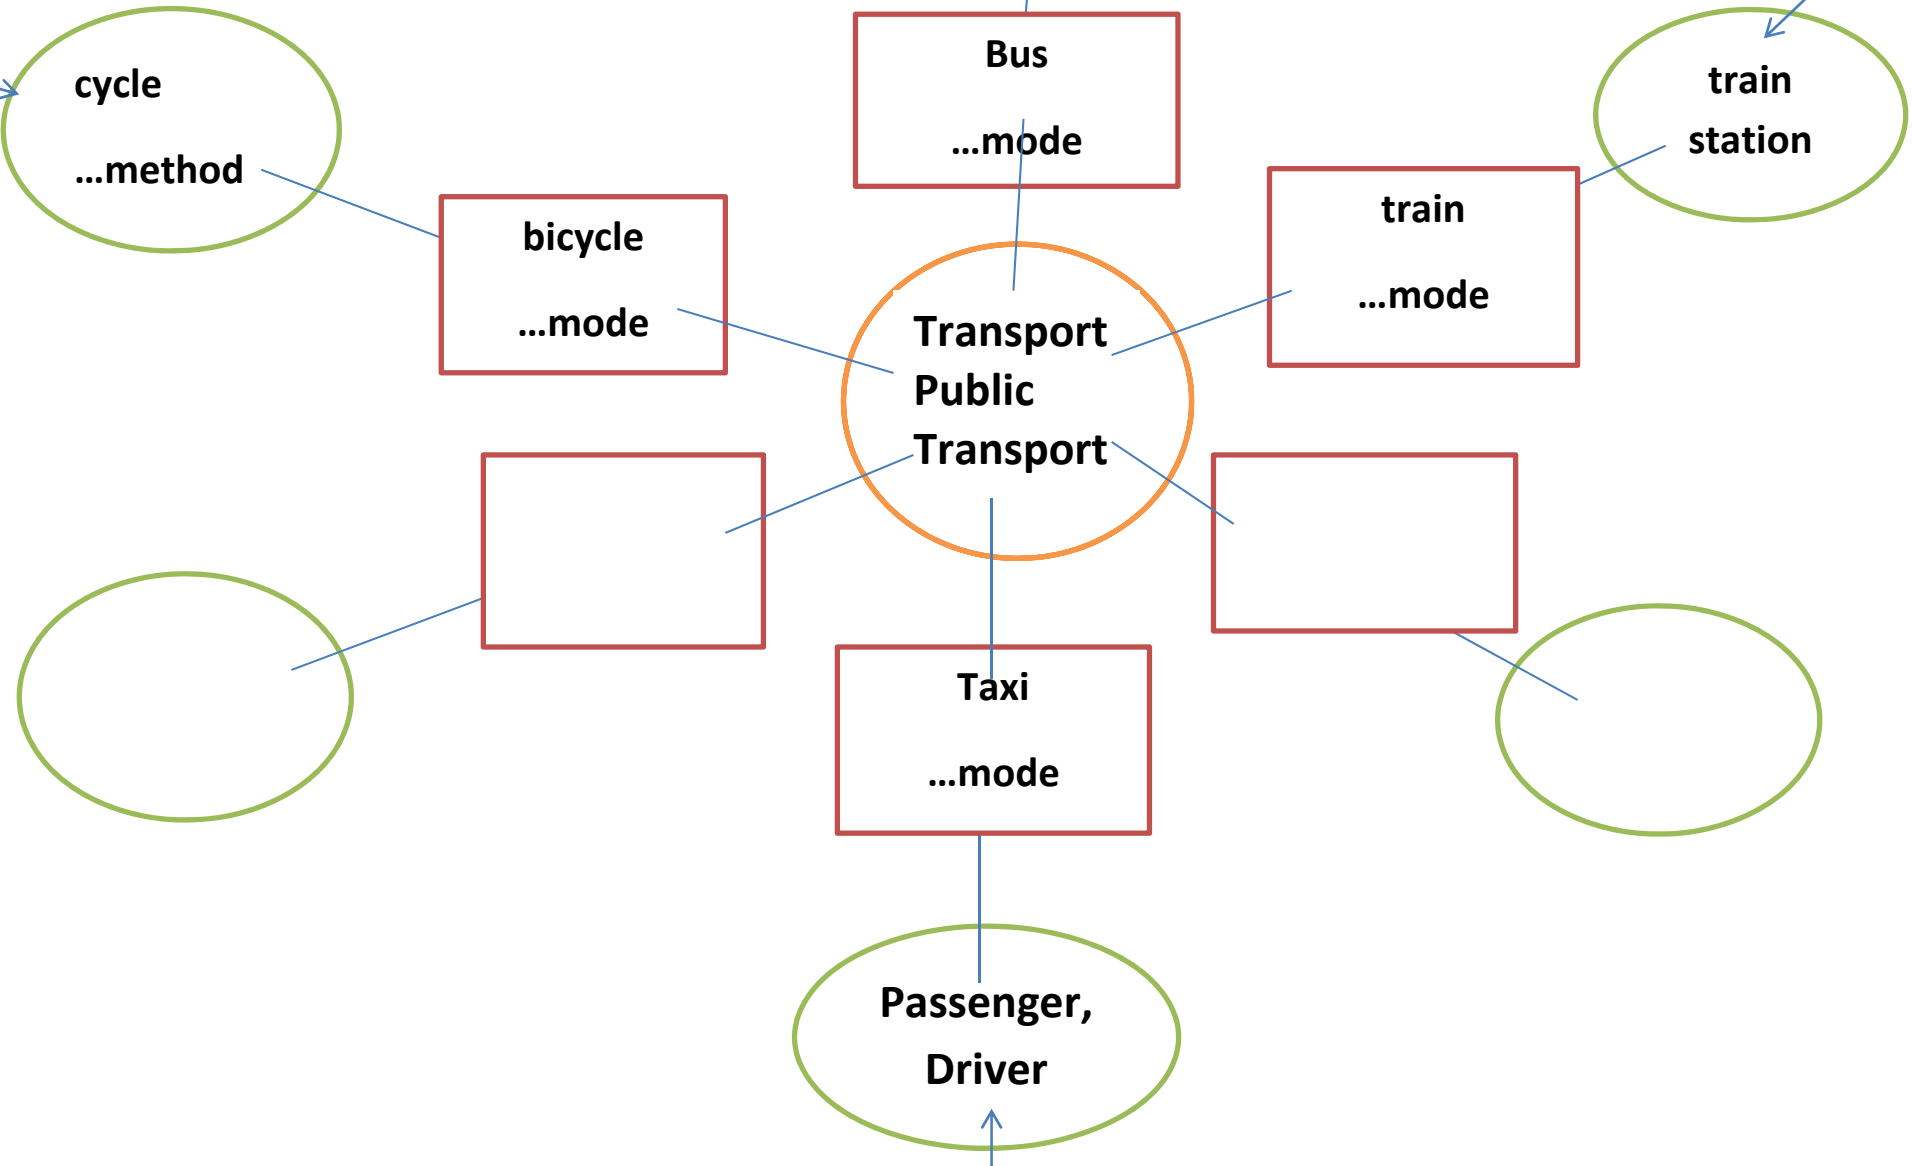 cycle
…method
Bus
…mode
train
station
bicycle
…mode
train
…mode
Transport
Public
Transport
Taxi
…mode
Passenger,
Driver